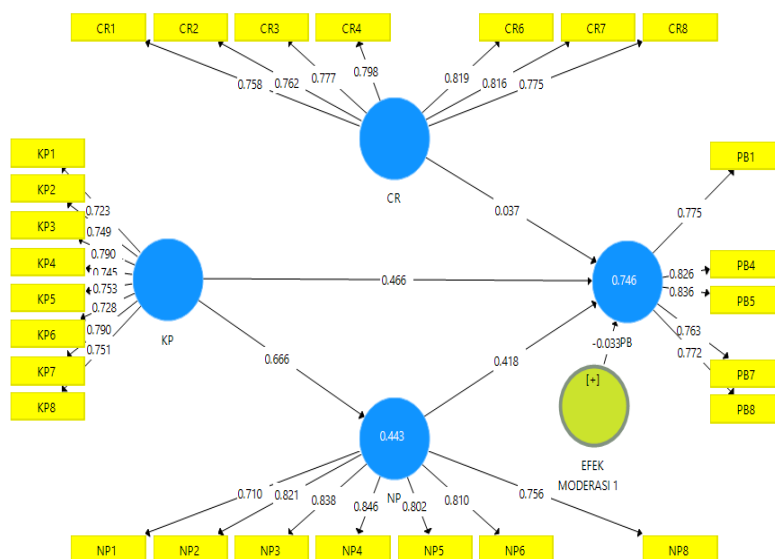 CR1
CR2
CR3
CR4
CR6
CR7
CR8
0.758
0.762
0.777
0.798
0.819
0.816
0.775
CR
KP1
KP2
KP3
KP4
KP5
KP6
KP7
KP8
0.723
0.749
0.790
0.745
0.753
0.728
0.790
0.751
KP
0.037
0.466
0.666
0.418
-0.033
0.746
PB
PB1
PB4
PB5
PB7
PB8
0.775
0.826
0.836
0.763
0.772
[+]
EFEK
MODERASI 1
0.443
NP
0.710
0.821
0.838
0.846
0.802
0.810
0.756
NP1
NP2
NP3
NP4
NP5
NP6
NP8